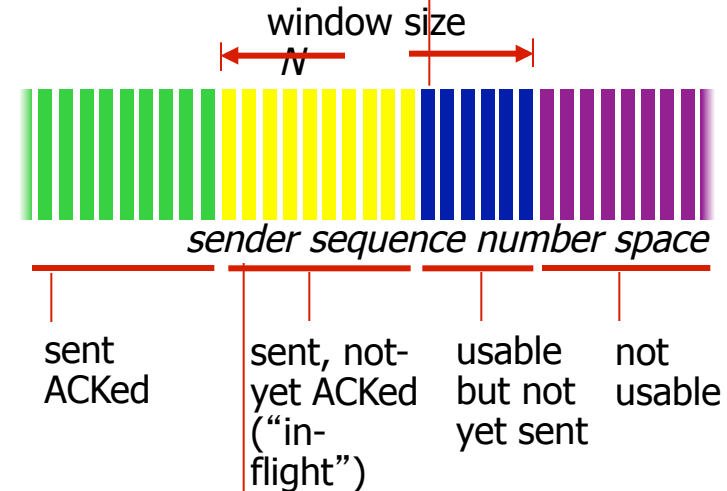 window size
N
sender sequence number space
sent
ACKed
sent, not-
yet ACKed
(“in-
flight”)
usable
but not
yet sent
not
usable